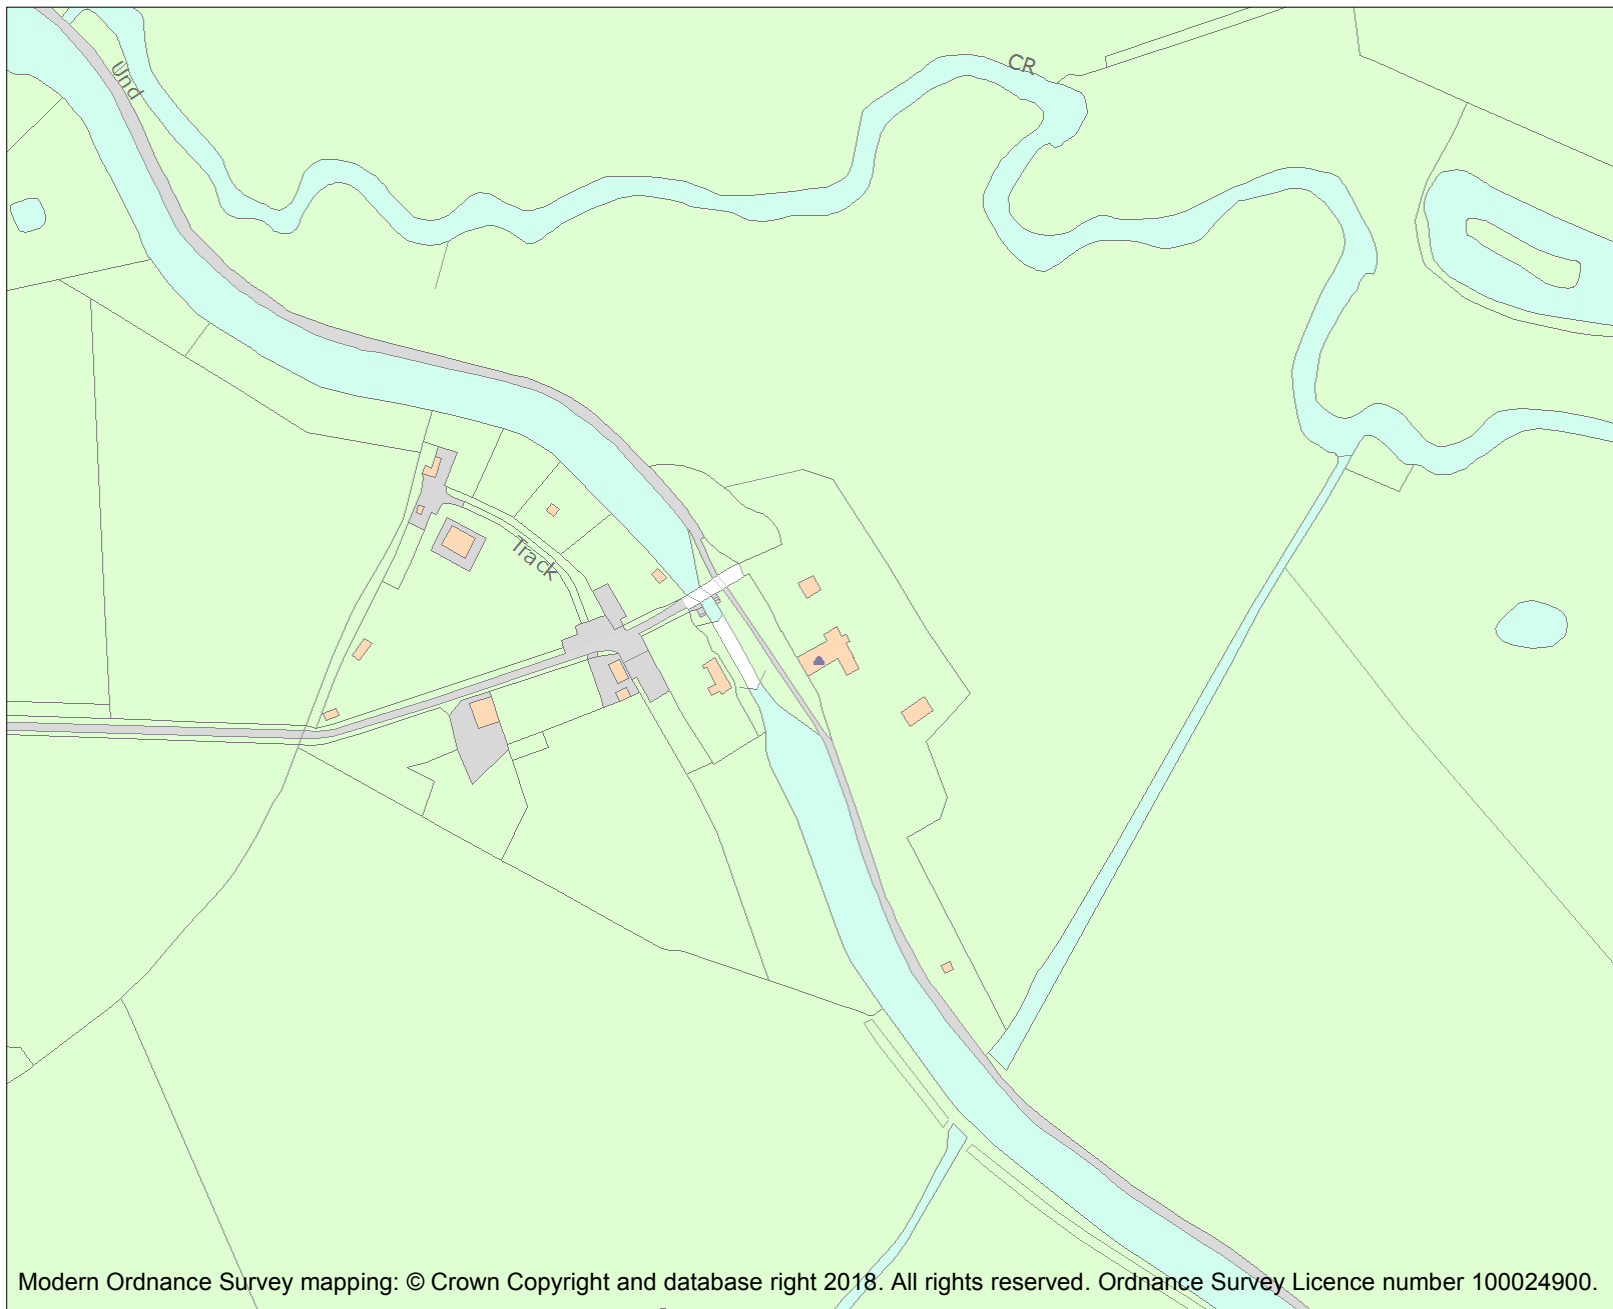 CR
Und
Track
Modern Ordnance Survey mapping: © Crown Copyright and database right 2018. All rights reserved. Ordnance Survey Licence number 100024900.